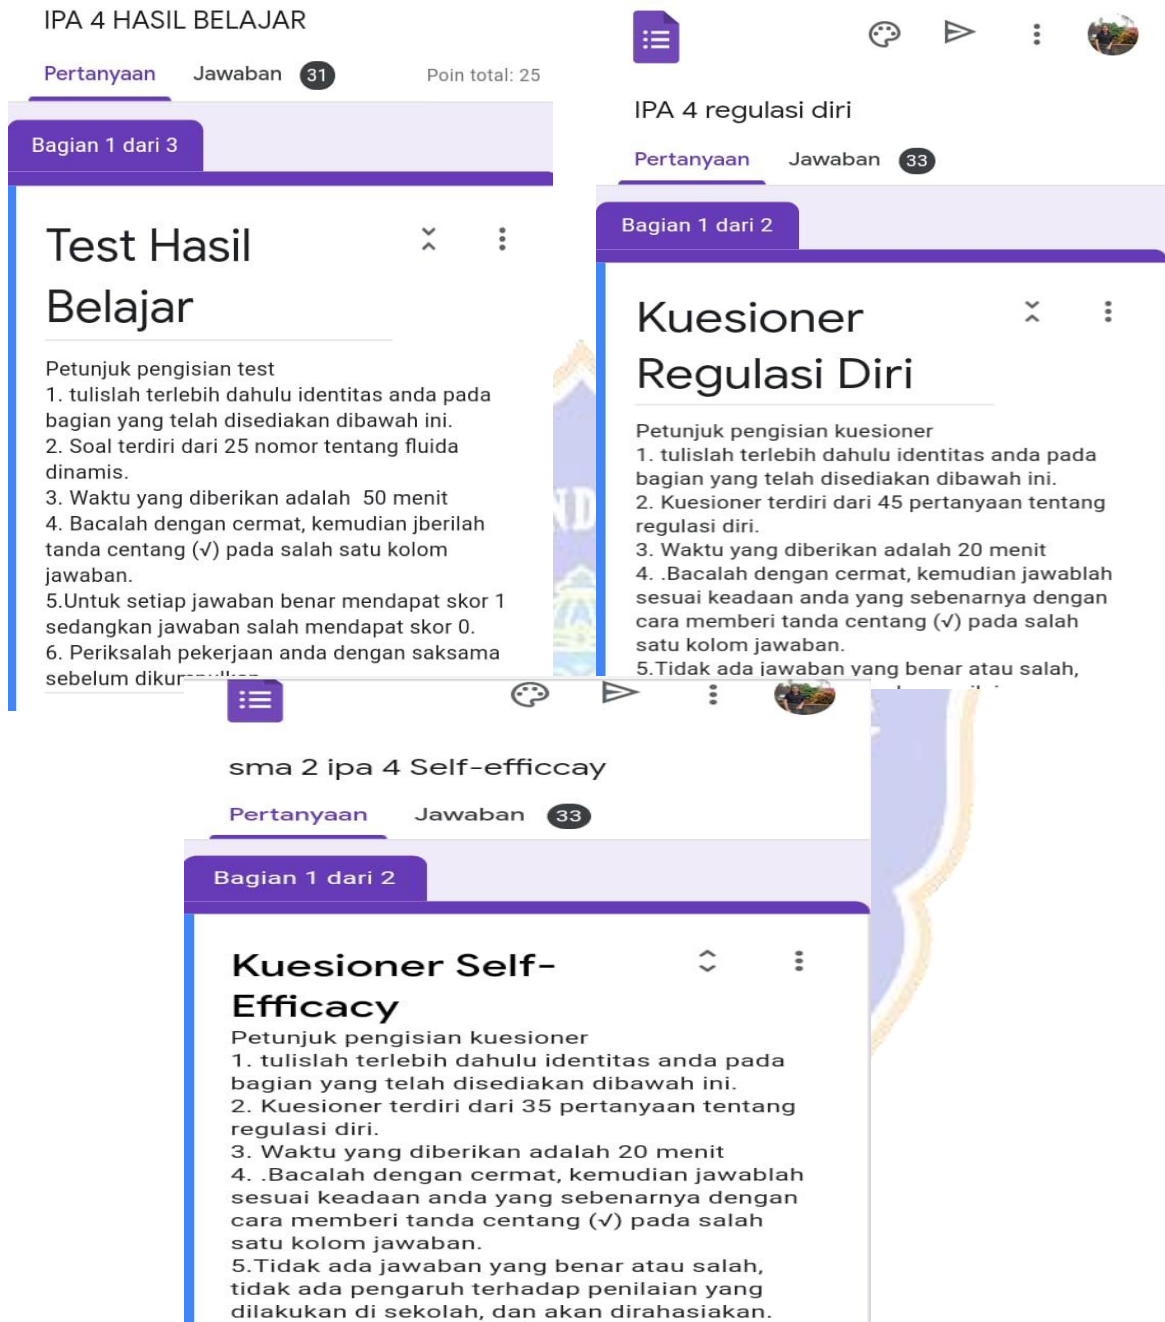 IPA 4 HASIL BELAJAR
Pertanyaan Jawaban 31 Poin total: 25
Bagian 1 dari 3
Test Hasil
Belajar
Petunjuk pengisian test
1. tulislah terlebih dahulu identitas anda pada
bagian yang telah disediakan dibawah ini.
2. Soal terdiri dari 25 nomor tentang fluida
dinamis.
3. Waktu yang diberikan adalah  50 menit
4. Bacalah dengan cermat, kemudian jberilah
tanda centang (√) pada salah satu kolom
jawaban.
5.Untuk setiap jawaban benar mendapat skor 1
sedangkan jawaban salah mendapat skor 0.
6. Periksalah pekerjaan anda dengan saksama
sebelum
IPA 4 regulasi diri
Pertanyaan Jawaban 33
Bagian 1 dari 2
Kuesioner
Regulasi Diri
Petunjuk pengisian kuesioner
1. tulislah terlebih dahulu identitas anda pada
bagian yang telah disediakan dibawah ini.
2. Kuesioner terdiri dari 45 pertanyaan tentang
regulasi diri.
3. Waktu yang diberikan adalah 20 menit
4. .Bacalah dengan cermat, kemudian jawablah
sesuai keadaan anda yang sebenarnya dengan
cara memberi tanda centang (√) pada salah
satu kolom jawaban.
5.Tidak ada jawaban yang benar atau salah,
sma 2 ipa 4 Self-efficcay
Pertanyaan Jawaban 33
Bagian 1 dari 2
Kuesioner Self-
Efficacy
Petunjuk pengisian kuesioner
1. tulislah terlebih dahulu identitas anda pada
bagian yang telah disediakan dibawah ini.
2. Kuesioner terdiri dari 35 pertanyaan tentang
regulasi diri.
3. Waktu yang diberikan adalah 20 menit
4. .Bacalah dengan cermat, kemudian jawablah
sesuai keadaan anda yang sebenarnya dengan
cara memberi tanda centang (√) pada salah
satu kolom jawaban.
5.Tidak ada jawaban yang benar atau salah,
tidak ada pengaruh terhadap penilaian yang
dilakukan di sekolah, dan akan dirahasiakan.